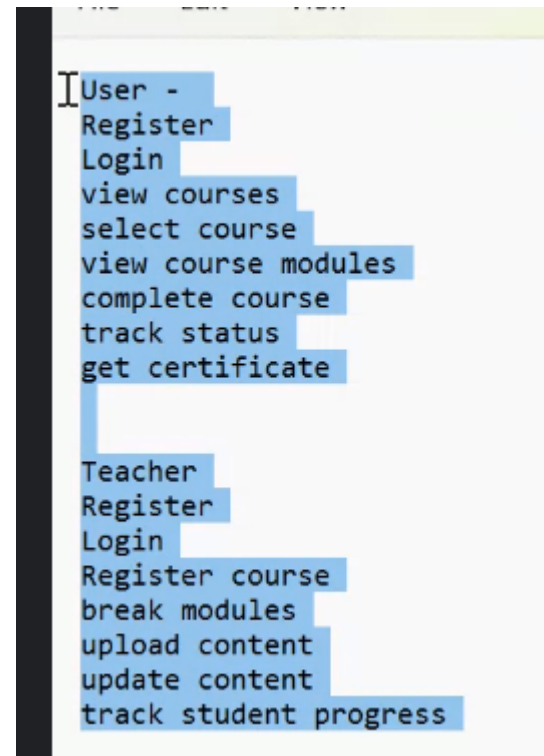 User -
Register
Login
view courses
select course
view course modules
complete course
track status
get certificate
Teacher
Register
Login
Register course
break modules
upload content
update content
track student progress